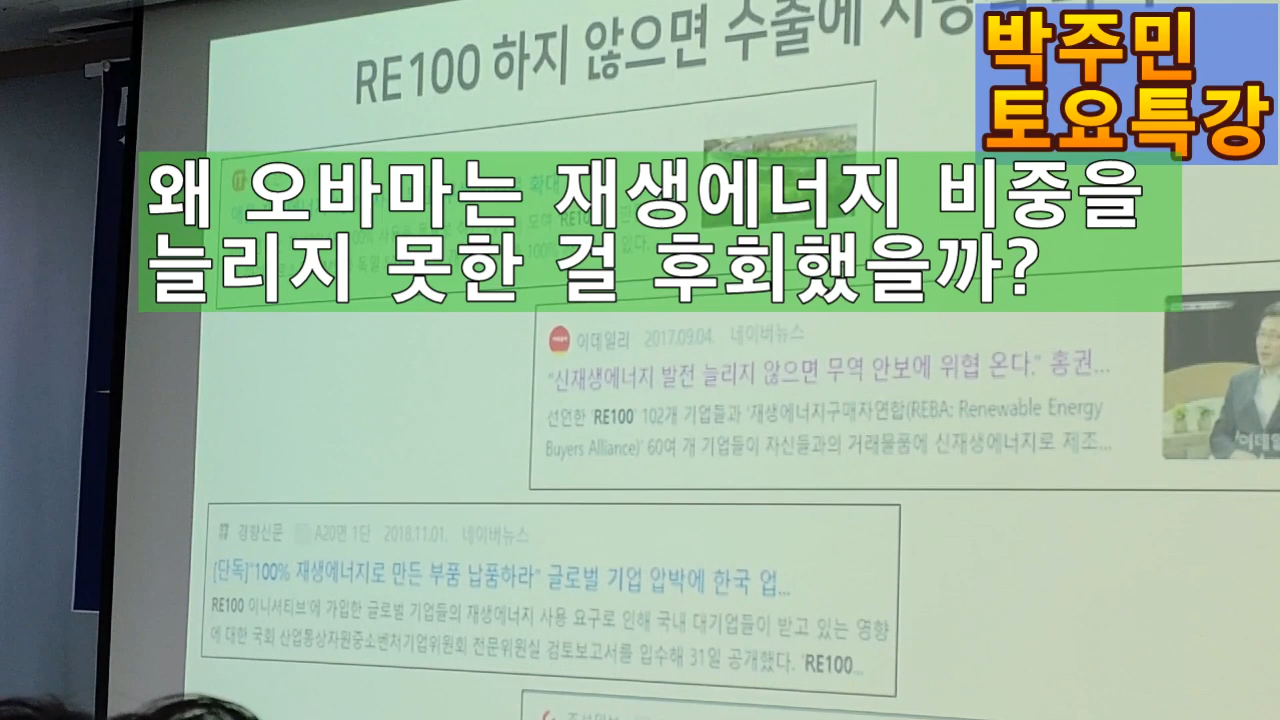 박주민
토요특강
RE100 하지 않으면 수출에
왜 오바마는 재생에너지 비중을
늘리지 못한 걸 후회했을까?
이데일리 2017.09.04. 네이버뉴스
"신재생에너지 발전 늘리지 않으면 무역 안보에 위협 온다." 홍권...
선언한 'RE100' 102개 기업들과 '재생에너지구매자연합(REBA: Renewable Energy
Buyers Alliance)' 60여 개 기업들이 자신들과의 거래물품에 신재생에너지로 제조...
경향신문 A20면 1단 2018.11.01. 네이버뉴스
[단독]"100% 재생에너지로 만든 부품 납품하라" 글로벌 기업 압박에 한국 업...
RE100 이니셔티브'에 가입한 글로벌 기업들의 재생에너지 사용 요구로 인해 국내 대기업들이 받고 있는 영향
에 대한 국회 산업통상자원중소벤처기업위원회 전문위원실 검토보고서를 입수해 31일 공개했다. 'RE100...